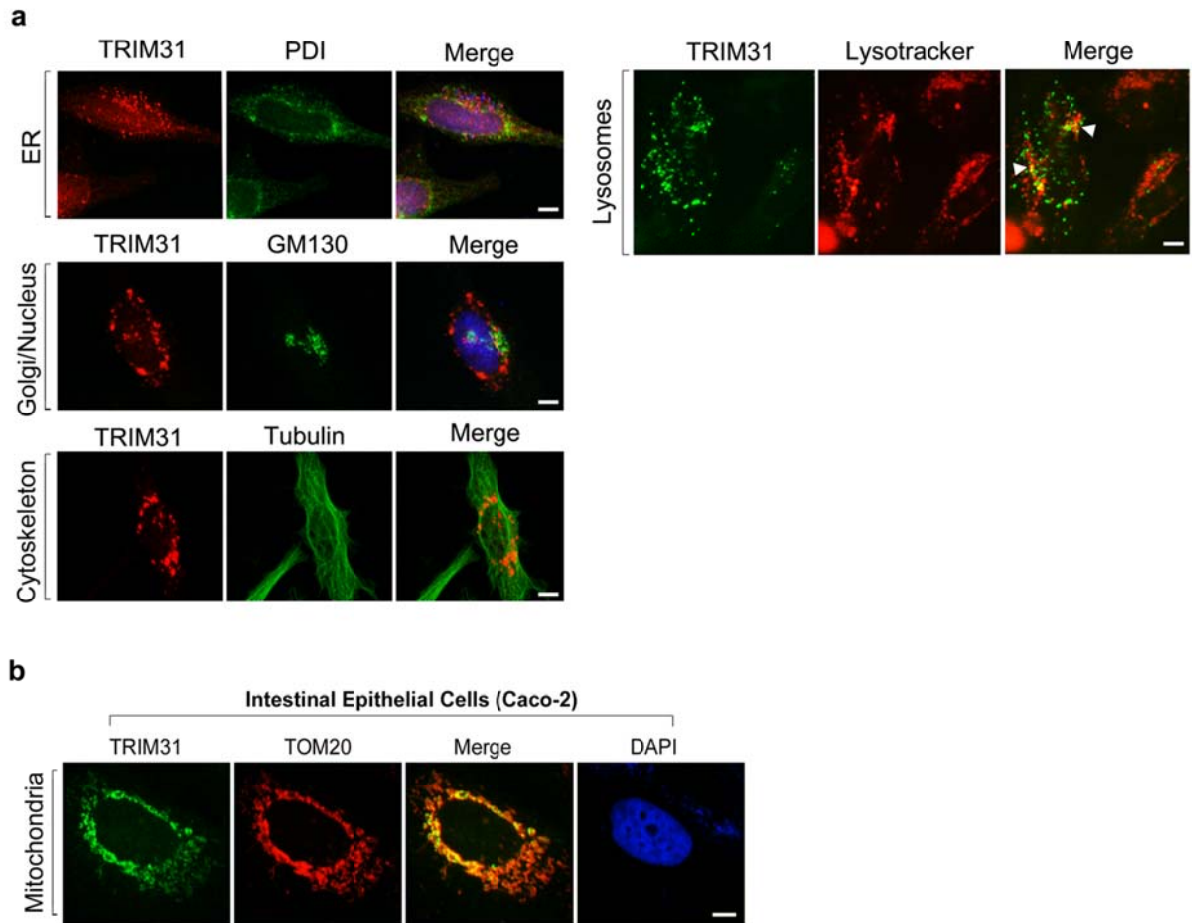 a
TRIM31 PDI Merge
ER
TRIM31 GM130 Merge
Golgi/Nucleus
TRIM31 Tubulin Merge
Cytoskeleton
TRIM31 Lysotracker Merge
Lysosomes
b
Intestinal Epithelial Cells (Caco-2)
TRIM31 TOM20 Merge DAPI
Mitochondria